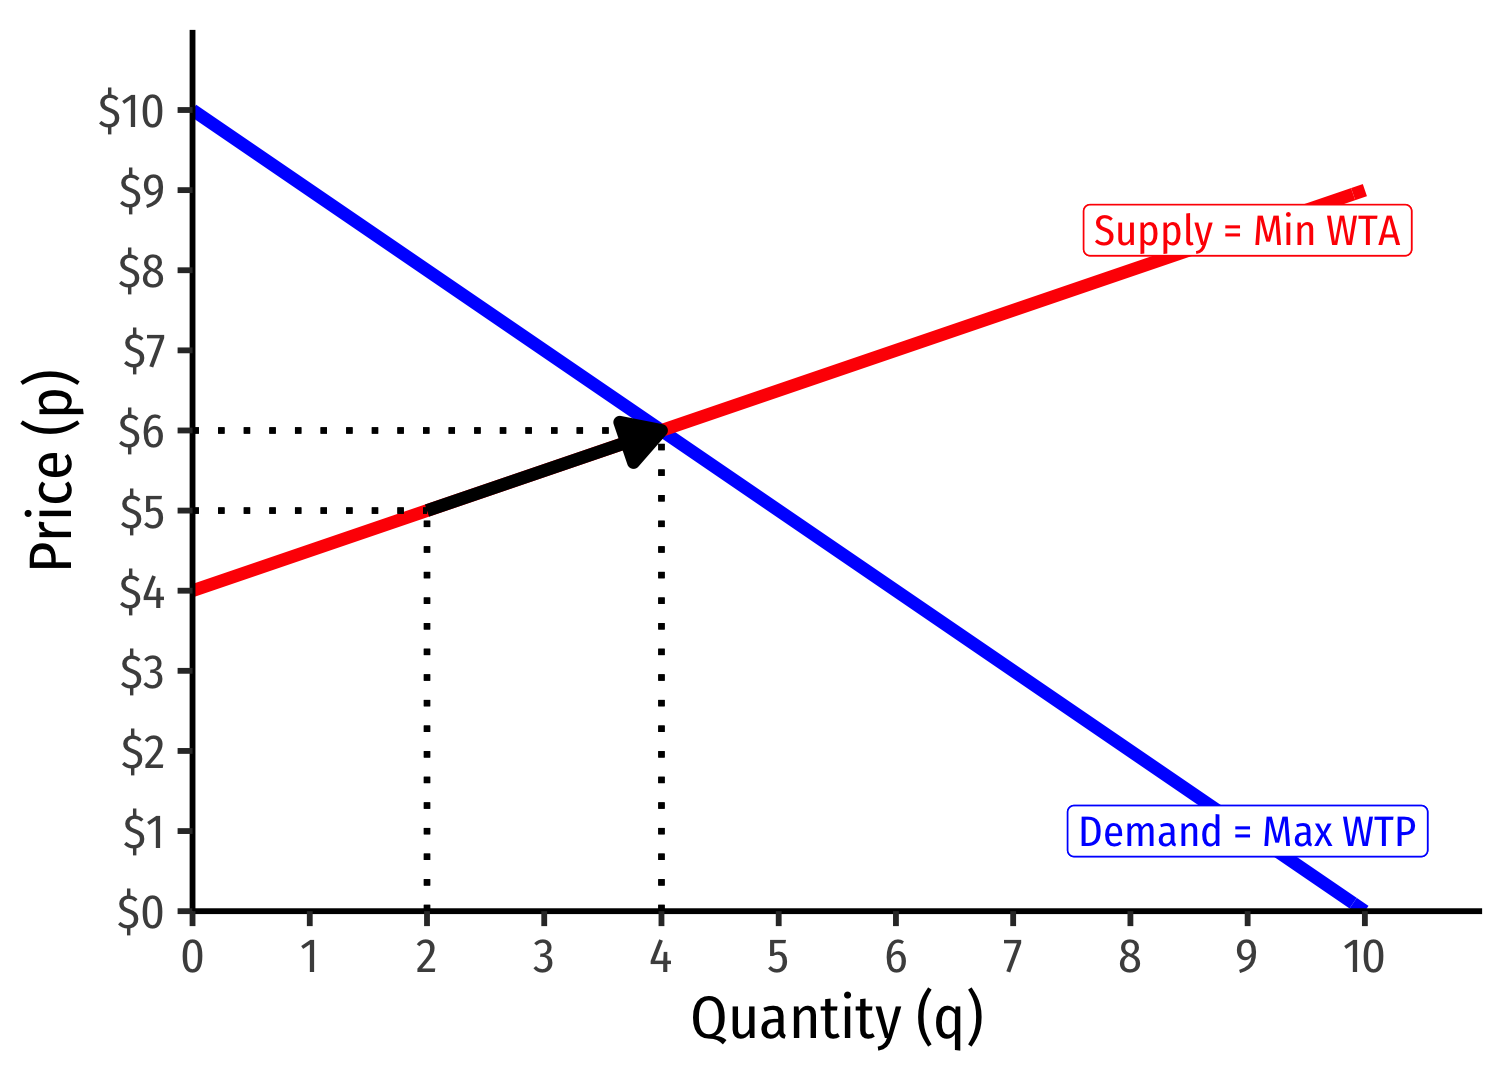 $10
$9
$8
$7
$6
$5
$4
$3
$2
$1
$0
Price (p)
Supply = Min WTA
Demand = Max WTP
0 1 2 3 4 5 6 7 8 9 10
Quantity (q)